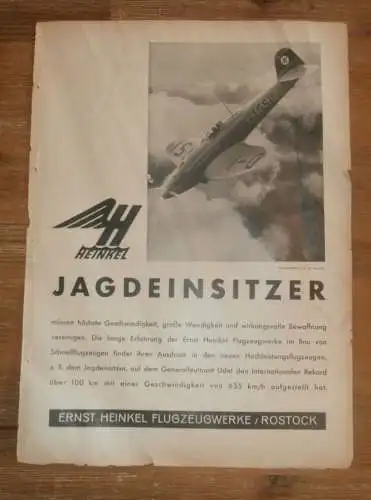 HEINKEL
JAGDEINSITZER
müssen höchste Geschwindigkeit, große Wendigkeit und wirkungsvolle Bewaffnung
vereinigen. Die lange Erfahrung der Ernst Heinkel Flugzeugwerke im Bau von
Schnellflugzeugen findet ihren Ausdruck in den neuen Hochleistungsflugzeugen,
z. B. dem Jagdeinsitzer, auf dem Generalleutnant Udet den Internationalen Rekord
über 100 km mit einer Geschwindigkeit von 635 km/h aufgestellt hat.
ERNST HEINKEL FLUGZEUGWERKE / ROSTOCK